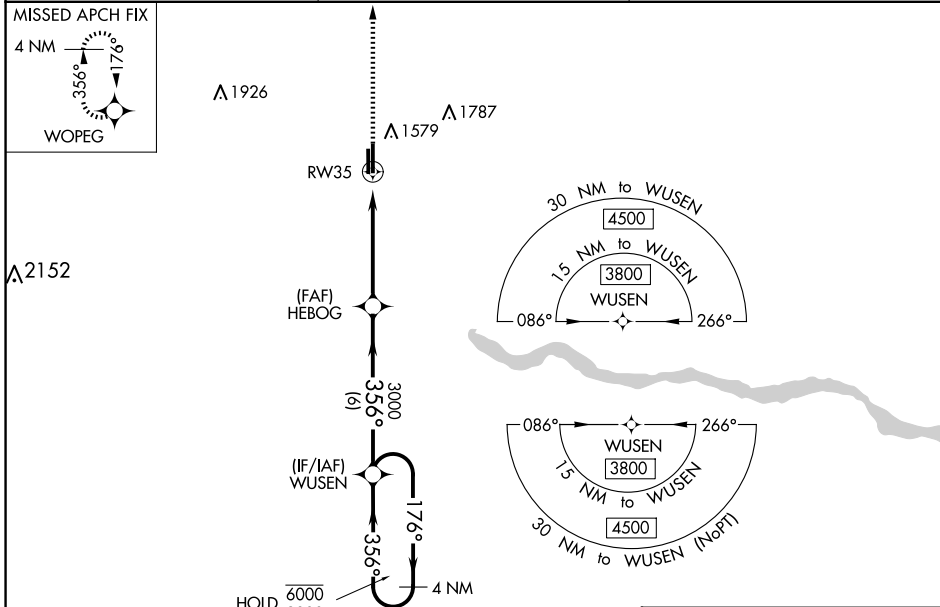 MISSED APCH FIX
4 NM
356°
176°
WOPEG
1926
1787
1579
RW35
2152
(FAF)
HEBOG
3000
356°
(6)
(IF/IAF)
WUSEN
176°
356°
4 NM
HOLD 6000
30 NM to WUSEN
4500
15 NM to WUSEN
3800
WUSEN
086°
266°
086°
266°
WUSEN
3800
15 NM to WUSEN
4500
30 NM to WUSEN (NoPT)